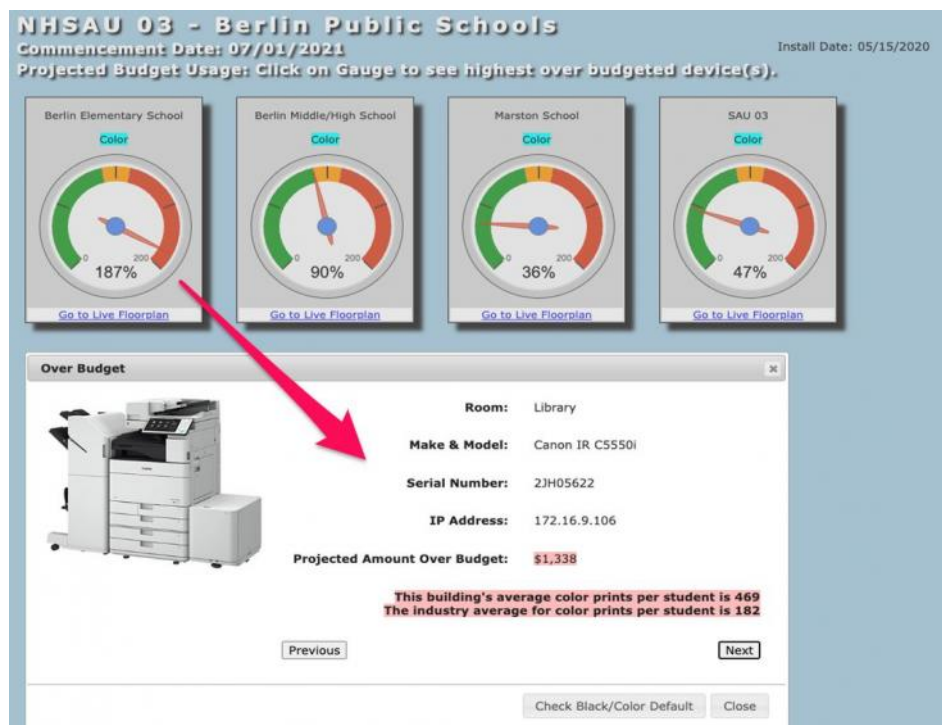 NHSAU 03 - Berlin Public Schools
Commencement Date: 07/01/2021
Install Date: 05/15/2020
Projected Budget Usage: Click on Gauge to see highest over budgeted device(s).
Berlin Elementary School
Color
0 200
187%
Go to Live Floorplan
Berlin Middle/High School
Color
0 200
90%
Go to Live Floorplan
Marston School
Color
0 200
36%
Go to Live Floorplan
SAU 03
Color
0 200
47%
Go to Live Floorplan
Over Budget
Room: Library
Make & Model: Canon IR C5550i
Serial Number: 2JH05622
IP Address: 172.16.9.106
Projected Amount Over Budget: $1,338
This building's average color prints per student is 469
The industry average for color prints per student is 182
Previous
Next
Check Black/Color Default
Close